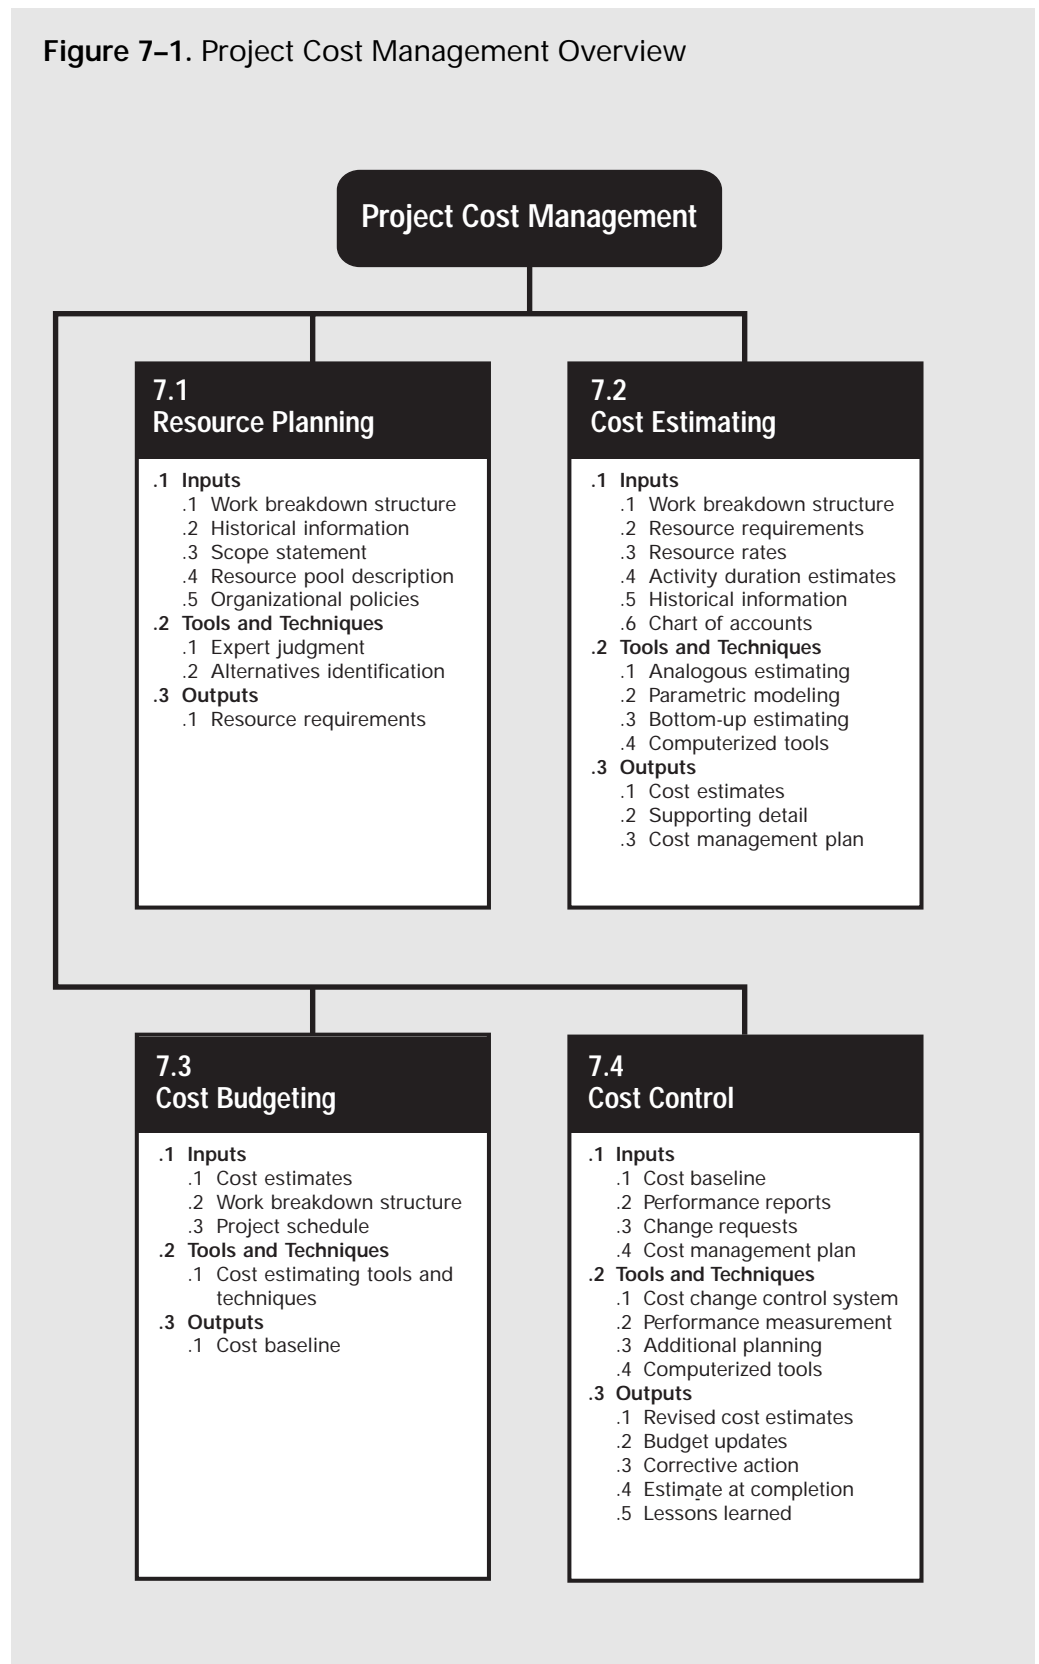 Figure 7–1. Project Cost Management Overview
Project Cost Management
7.1
Resource Planning
.1 Inputs
.1 Work breakdown structure
.2 Historical information
.3 Scope statement
.4 Resource pool description
.5 Organizational policies
.2 Tools and Techniques
.1 Expert judgment
.2 Alternatives identification
.3 Outputs
.1 Resource requirements
7.2
Cost Estimating
.1 Inputs
.1 Work breakdown structure
.2 Resource requirements
.3 Resource rates
.4 Activity duration estimates
.5 Historical information
.6 Chart of accounts
.2 Tools and Techniques
.1 Analogous estimating
.2 Parametric modeling
.3 Bottom-up estimating
.4 Computerized tools
.3 Outputs
.1 Cost estimates
.2 Supporting detail
.3 Cost management plan
7.3
Cost Budgeting
.1 Inputs
.1 Cost estimates
.2 Work breakdown structure
.3 Project schedule
.2 Tools and Techniques
.1 Cost estimating tools and
techniques
.3 Outputs
.1 Cost baseline
7.4
Cost Control
.1 Inputs
.1 Cost baseline
.2 Performance reports
.3 Change requests
.4 Cost management plan
.2 Tools and Techniques
.1 Cost change control system
.2 Performance measurement
.3 Additional planning
.4 Computerized tools
.3 Outputs
.1 Revised cost estimates
.2 Budget updates
.3 Corrective action
.4 Estimate at completion
.5 Lessons learned